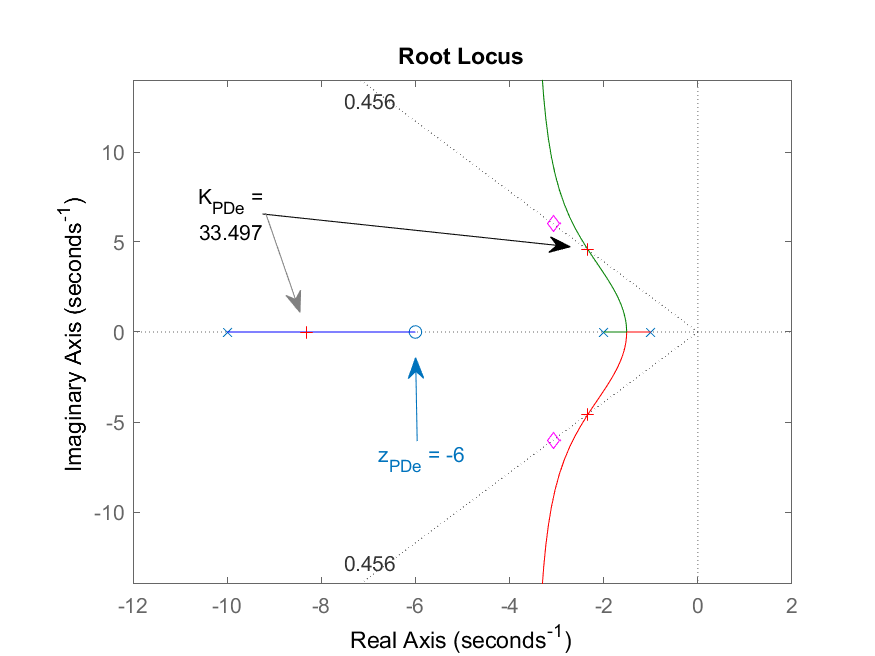 Root Locus
0.456
10
K_PDe =
33.497
5
0
-5
z_PDe = -6
-10
0.456
-12 -10 -8 -6 -4 -2 0 2
Real Axis (seconds^-1)
Imaginary Axis (seconds^-1)